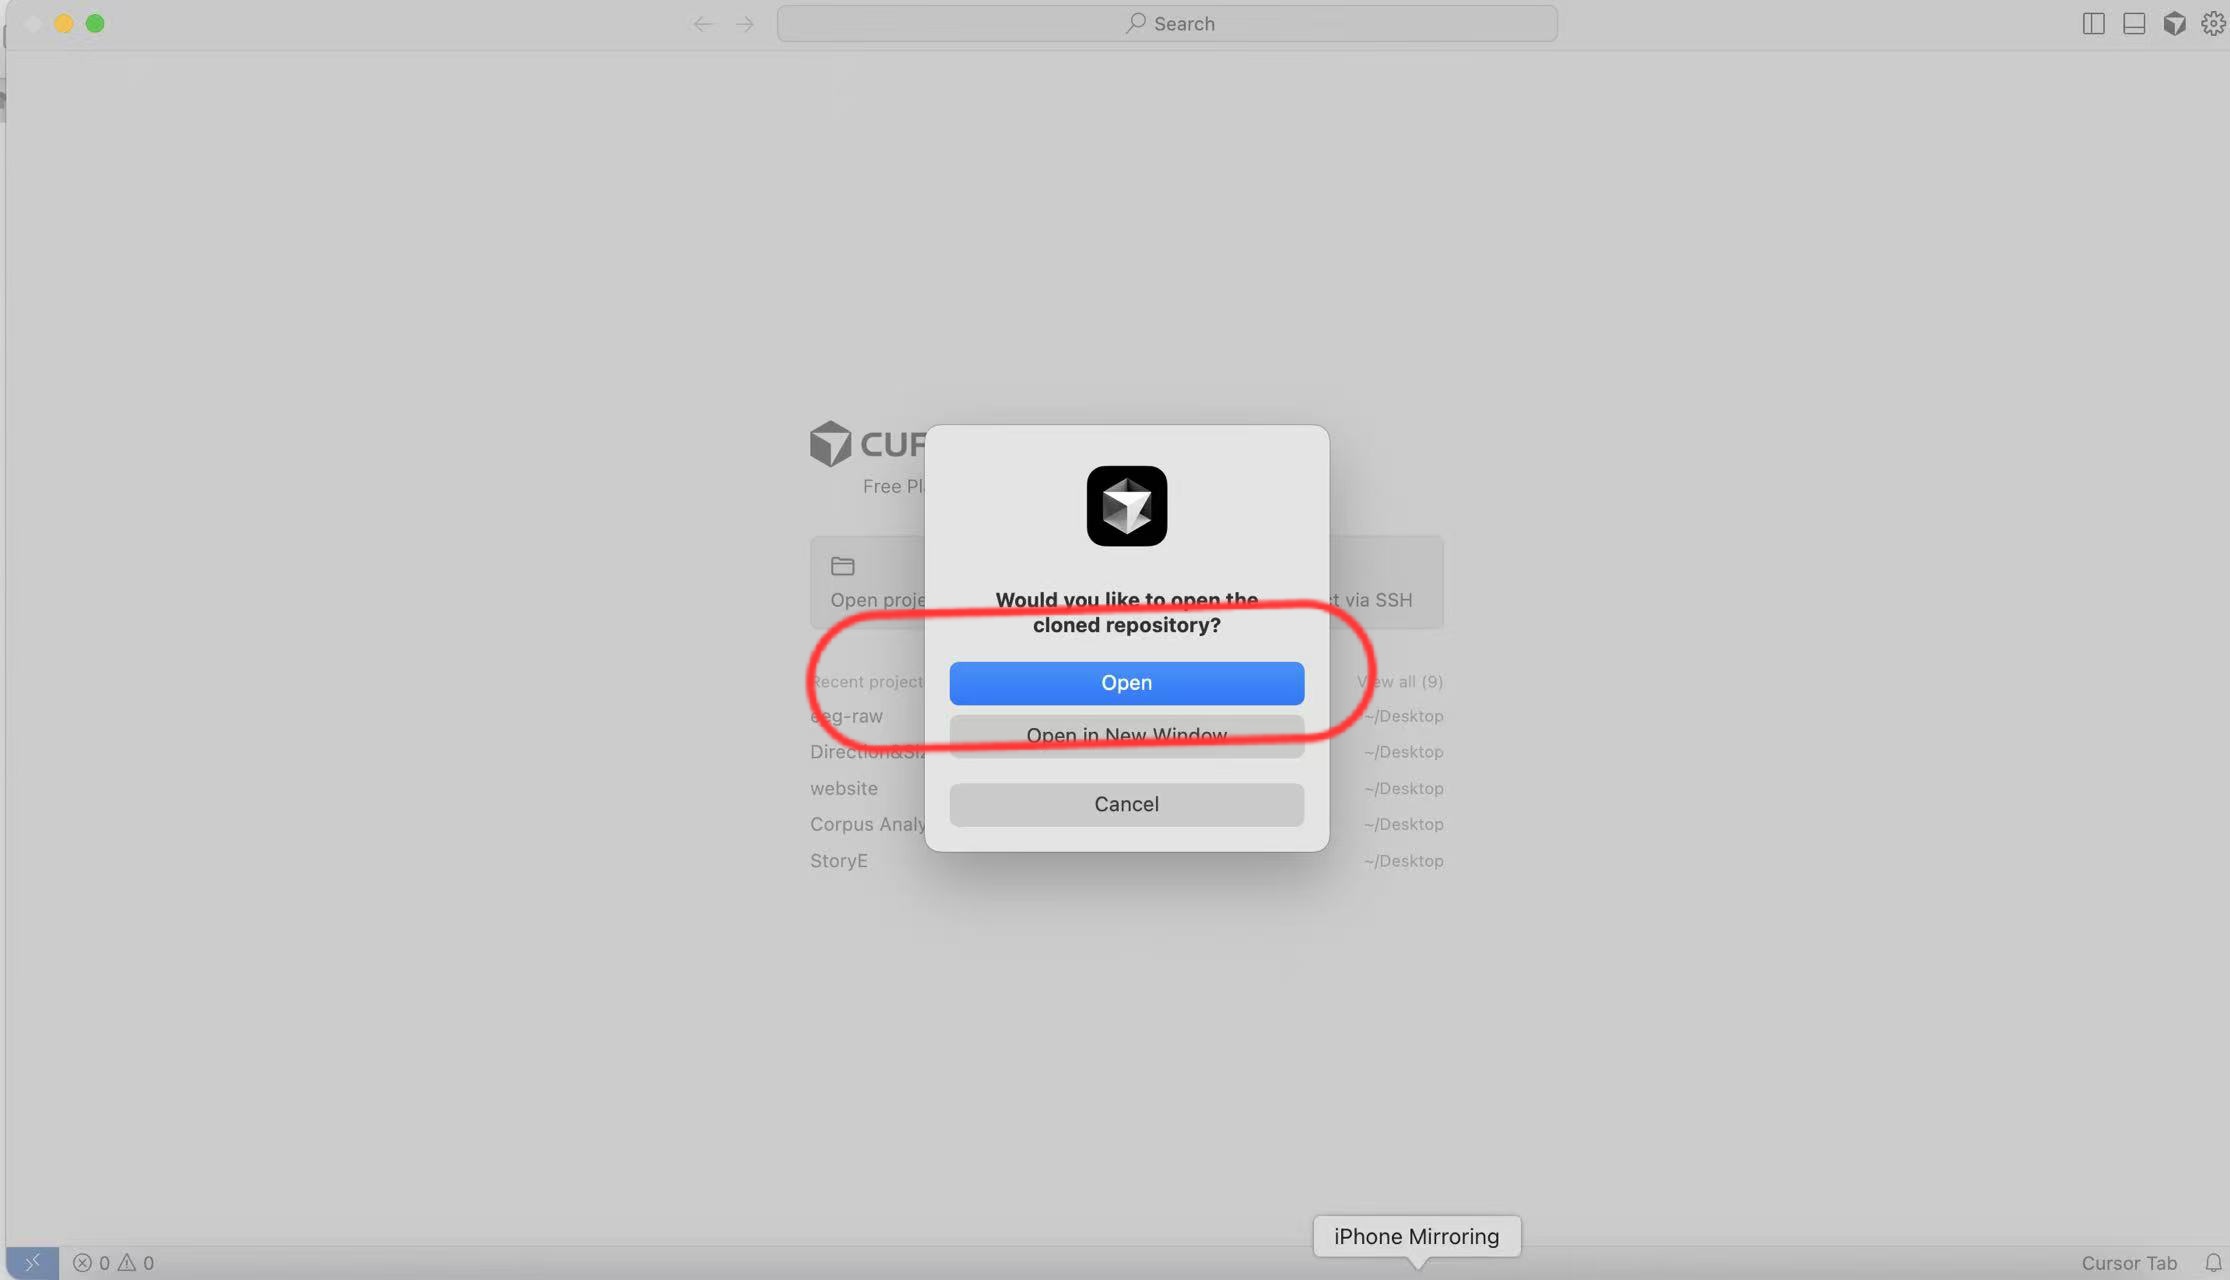 Search
CUF
Free Pl
Would you like to open the
cloned repository?
Open
Open in New Window
Cancel
Open proje
t via SSH
Recent project
View all (9)
eeg-raw
~/Desktop
Direction&Siz
~/Desktop
website
~/Desktop
Corpus Analy
~/Desktop
StoryE
~/Desktop
iPhone Mirroring
0 0
Cursor Tab